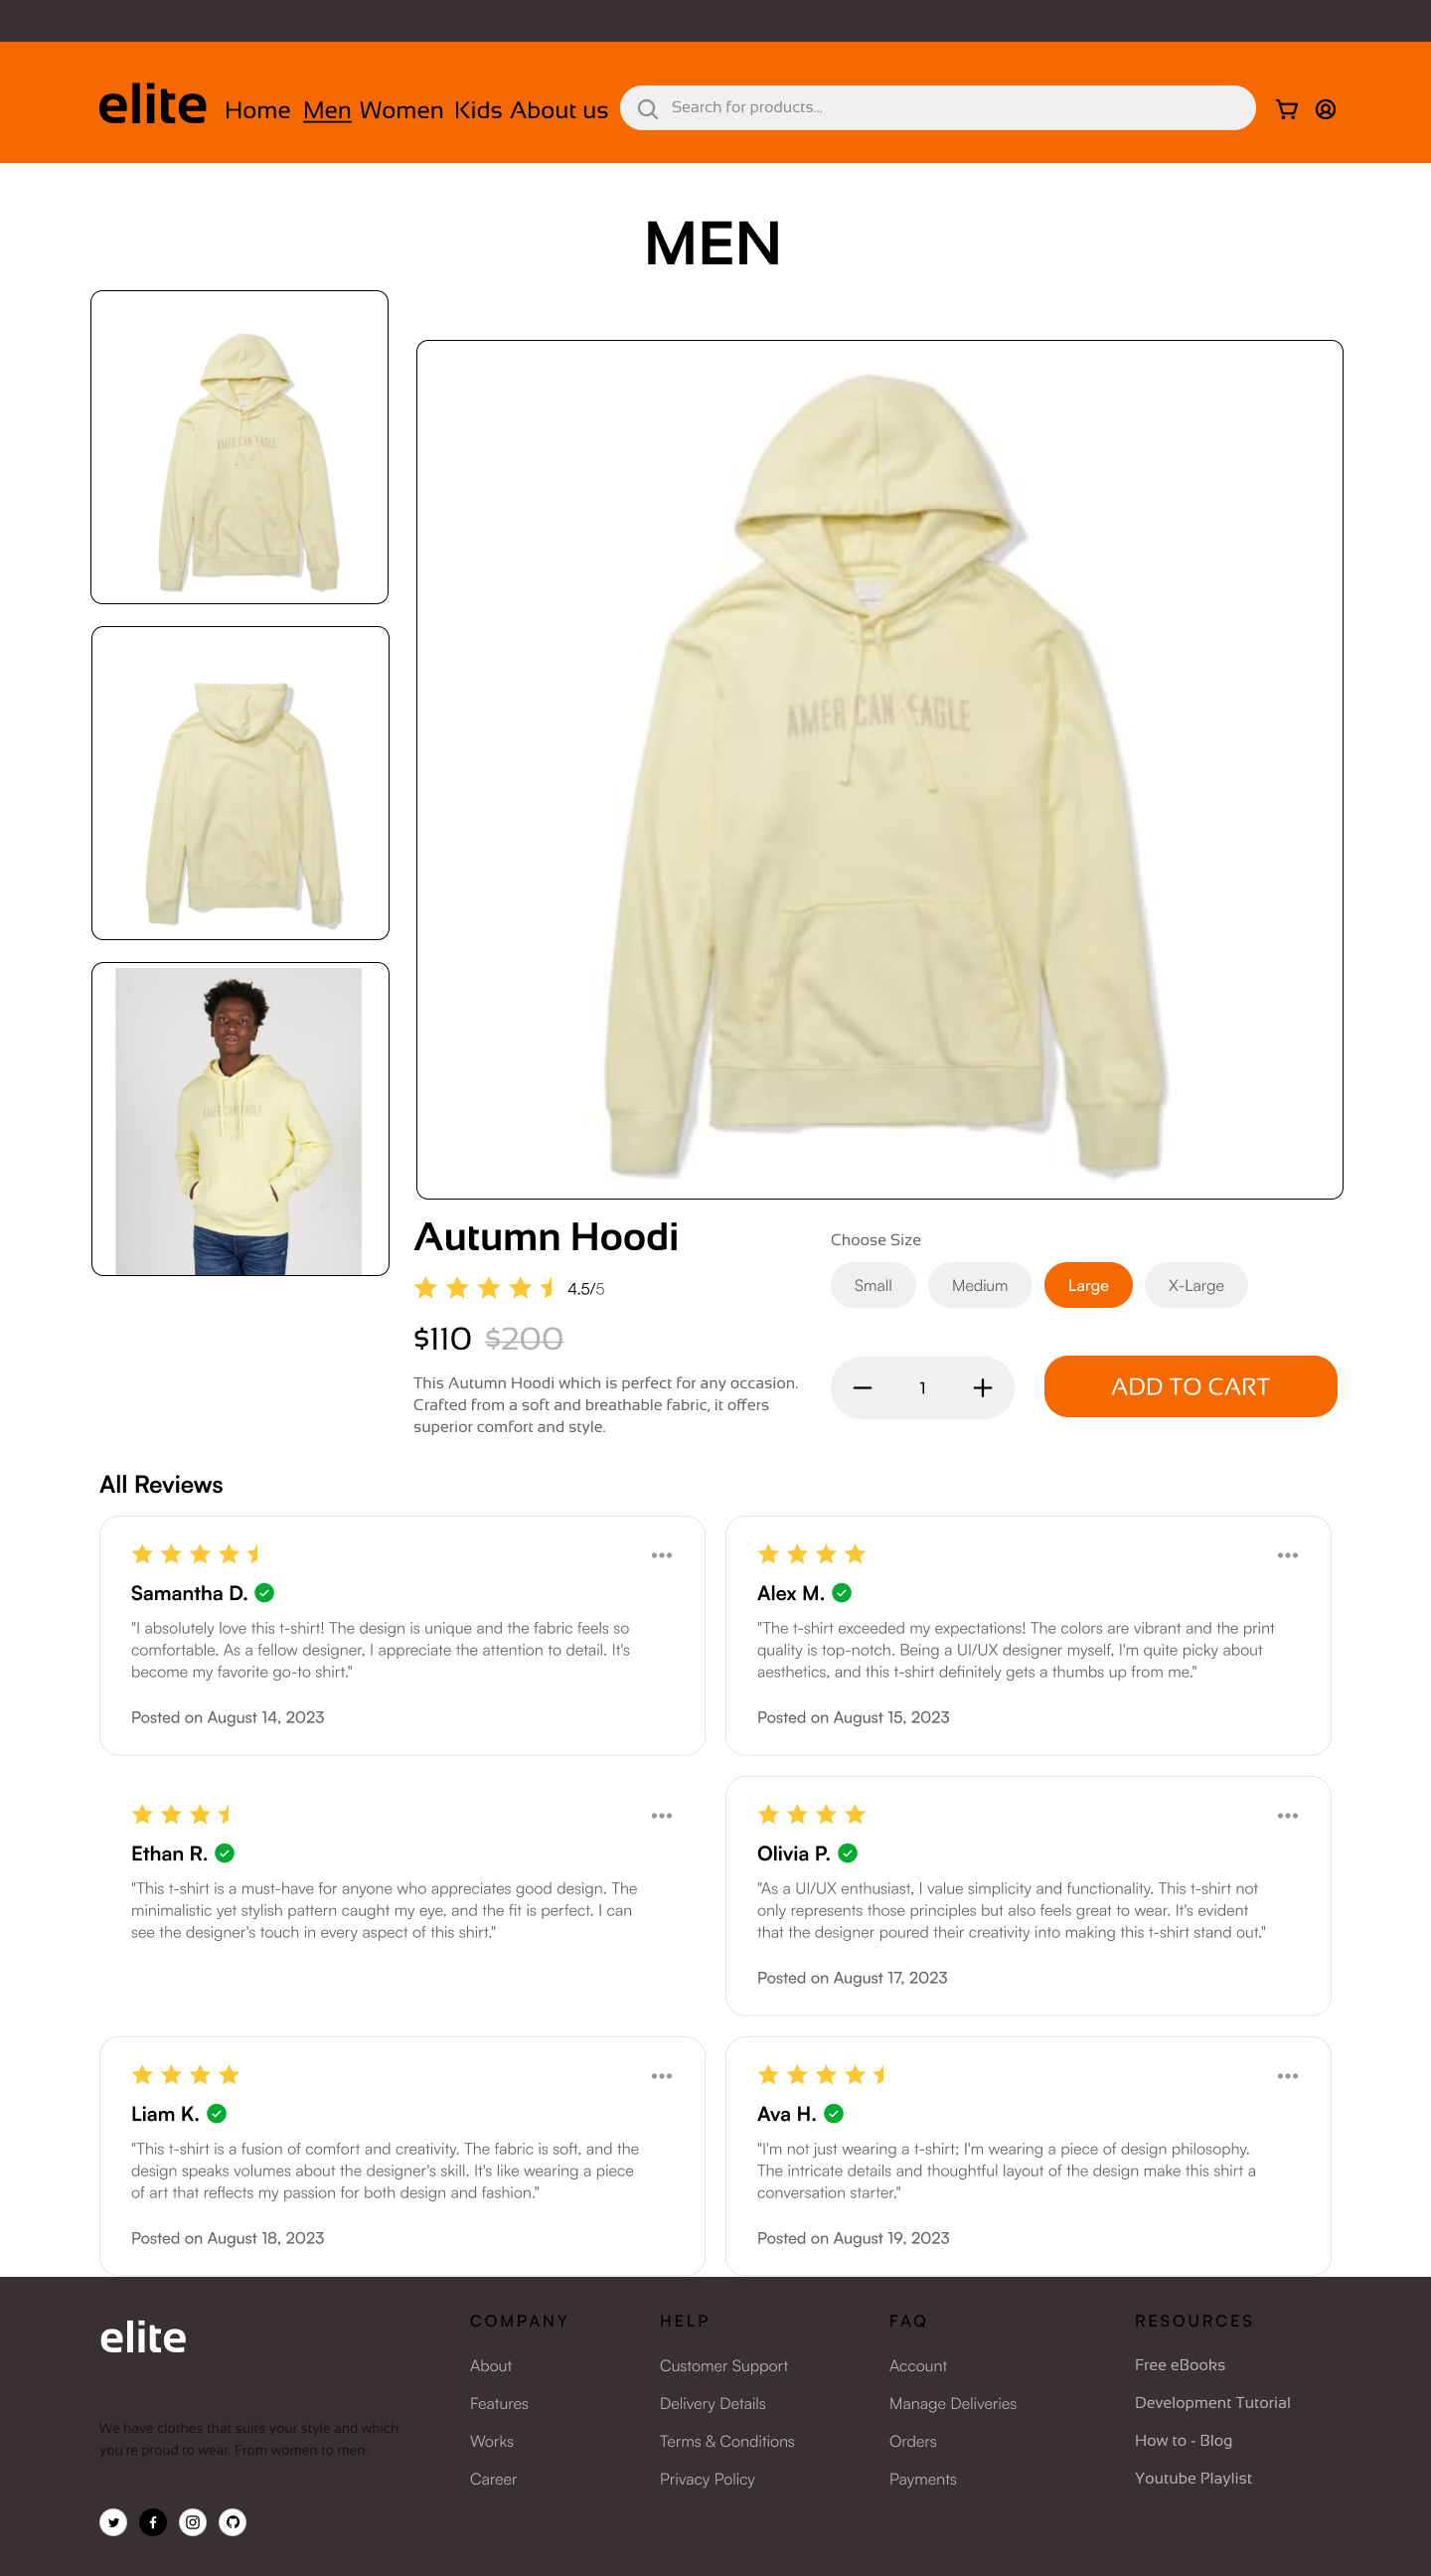 elite
Home Men Women Kids About us
Search for products...
MEN
AMERICAN EAGLE
AMERICAN EAGLE
AMERICAN EAGLE
Autumn Hoodi
4.5/5
$110 $200
This Autumn Hoodi which is perfect for any occasion.
Crafted from a soft and breathable fabric, it offers
superior comfort and style.
Choose Size
Small Medium Large X-Large
1
ADD TO CART
All Reviews
Samantha D.
"I absolutely love this t-shirt! The design is unique and the fabric feels so
comfortable. As a fellow designer, I appreciate the attention to detail. It's
become my favorite go-to shirt."
Posted on August 14, 2023
Alex M.
"The t-shirt exceeded my expectations! The colors are vibrant and the print
quality is top-notch. Being a UI/UX designer myself, I'm quite picky about
aesthetics, and this t-shirt definitely gets a thumbs up from me."
Posted on August 15, 2023
Ethan R.
"This t-shirt is a must-have for anyone who appreciates good design. The
minimalistic yet stylish pattern caught my eye, and the fit is perfect. I can
see the designer's touch in every aspect of this shirt."
Olivia P.
"As a UI/UX enthusiast, I value simplicity and functionality. This t-shirt not
only represents those principles but also feels great to wear. It's evident
that the designer poured their creativity into making this t-shirt stand out."
Posted on August 17, 2023
Liam K.
"This t-shirt is a fusion of comfort and creativity. The fabric is soft, and the
design speaks volumes about the designer's skill. It's like wearing a piece
of art that reflects my passion for both design and fashion."
Posted on August 18, 2023
Ava H.
"I'm not just wearing a t-shirt; I'm wearing a piece of design philosophy.
The intricate details and thoughtful layout of the design make this shirt a
conversation starter."
Posted on August 19, 2023
elite
We have clothes that suits your style and which
you're proud to wear. From women to men.
COMPANY
About
Features
Works
Career
HELP
Customer Support
Delivery Details
Terms & Conditions
Privacy Policy
FAQ
Account
Manage Deliveries
Orders
Payments
RESOURCES
Free eBooks
Development Tutorial
How to - Blog
Youtube Playlist